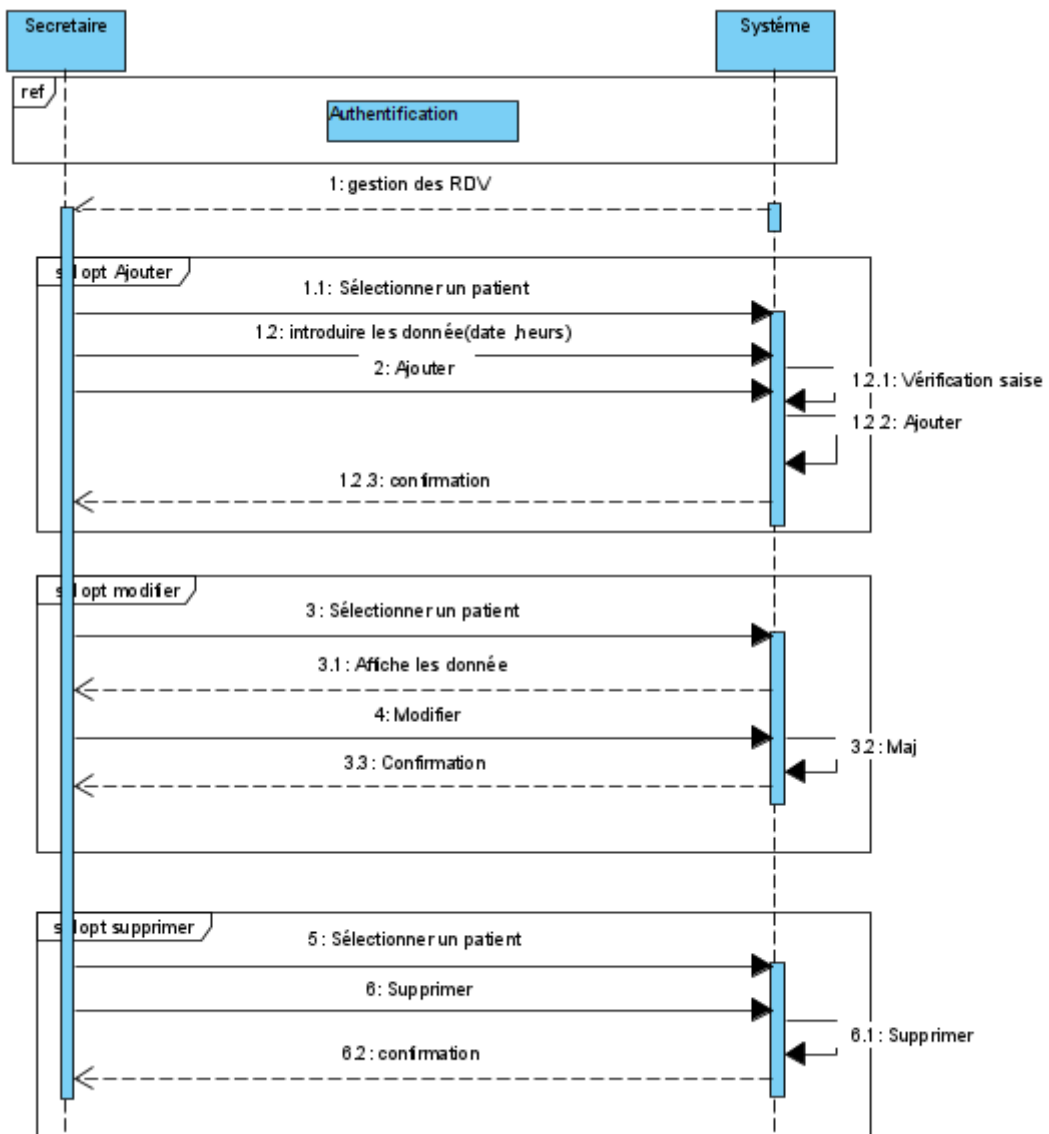 Secretaire
Systéme
ref
Authentification
1: gestion des RDV
sd opt Ajouter
1.1: Sélectionner un patient
1.2: introduire les donnée(date ,heurs)
2: Ajouter
1.2.1: Vérification saise
1.2.2: Ajouter
1.2.3: confirmation
opt modifier
3: Sélectionner un patient
3.1: Affiche les donnée
4: Modifier
3.2: Maj
3.3: Confirmation
opt supprimer
5: Sélectionner un patient
6: Supprimer
6.1: Supprimer
6.2: confirmation